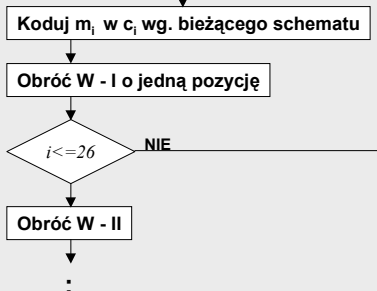 Koduj mi w ci wg. bieżącego schematu
Obróć W - I o jedną pozycję
i<=26
NIE
Obróć W - II
: